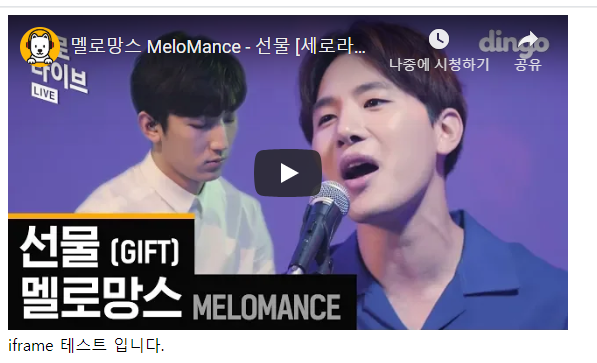 멜로망스 MeloMance - 선물 [세로라...
나중에 시청하기
공유
dingo
라이브
LIVE
선물 (GIFT)
멜로망스 MELOMANCE
iframe 테스트 입니다.